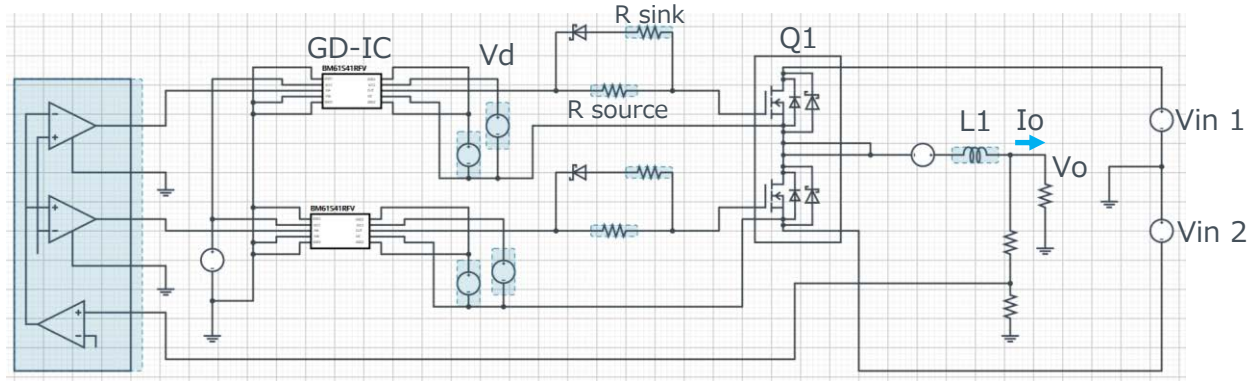 R sink
Q1
GD-IC
Vd
BM61S41RFV
R source
L1
Io
Vin 1
Vo
BM61S41RFV
Vin 2